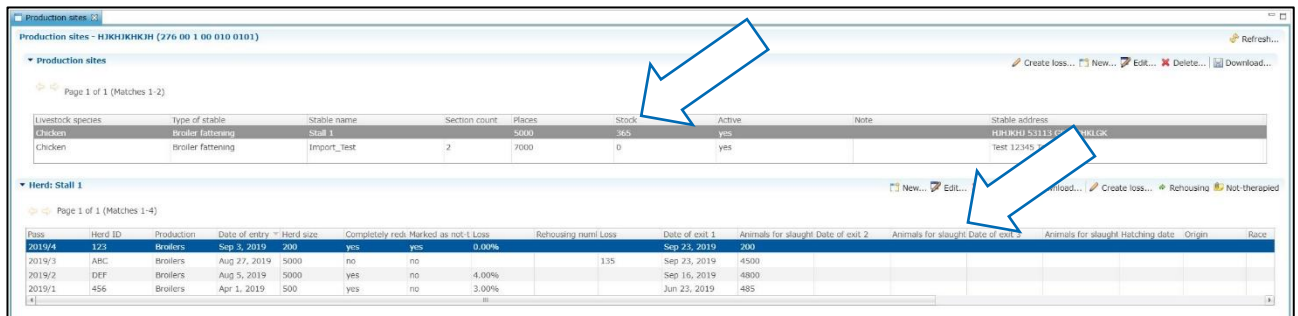 Production sites
Production sites - HJKHJKHKJH (276 00 1 00 010 0101)
Refresh...
Production sites
Create loss... New... Edit... Delete... Download...
Page 1 of 1 (Matches 1-2)
Livestock species Type of stable Stable name Section count Places Stock Active Note Stable address
Chicken Broiler fattening Stall 1 5000 365 yes HJHJKHJ 53113
Chicken Broiler fattening Import_Test 2 7000 0 yes Test 12345
Herd: Stall 1
New... Edit... Create loss... Rehousing Not-therapied
Page 1 of 1 (Matches 1-4)
Pass Herd ID Production Date of entry Herd size Completely redu Marked as not-t Loss Rehousing numl Loss Date of exit 1 Animals for slaught Date of exit 2 Animals for slaught Date of exit Animals for slaught Hatching date Origin Race
2019/4 123 Broilers Sep 3, 2019 200 yes yes 0.00% Sep 23, 2019 200
2019/3 ABC Broilers Aug 27, 2019 5000 no no 135 Sep 23, 2019 4500
2019/2 DEF Broilers Aug 5, 2019 5000 yes no 4.00% Sep 16, 2019 4800
2019/1 456 Broilers Apr 1, 2019 500 yes no 3.00% Jun 23, 2019 485